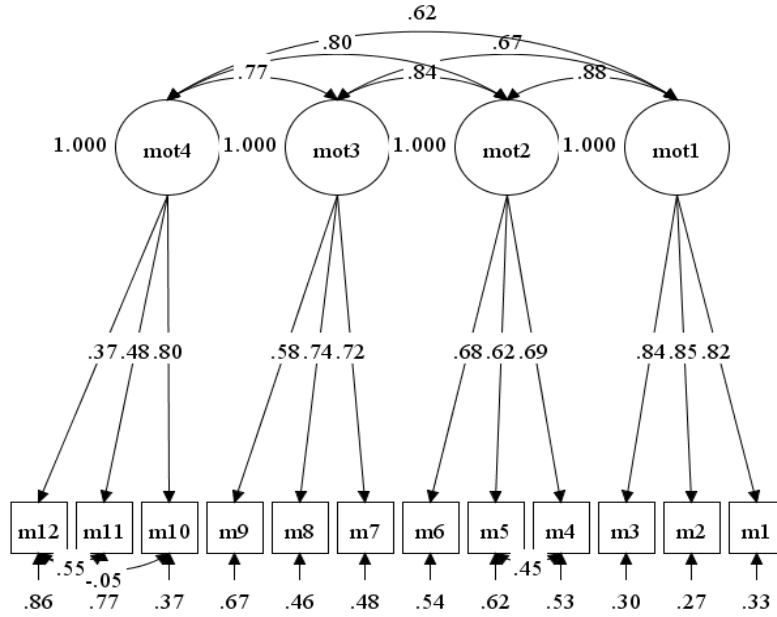 .62
.80 .67
.77 .84 .88
1.000 mot4 1.000 mot3 1.000 mot2 1.000 mot1
.37 .48 .80 .58 .74 .72 .68 .62 .69 .84 .85 .82
m12 m11 m10 m9 m8 m7 m6 m5 m4 m3 m2 m1
.55 -.05 .45
.86 .77 .37 .67 .46 .48 .54 .62 .53 .30 .27 .33